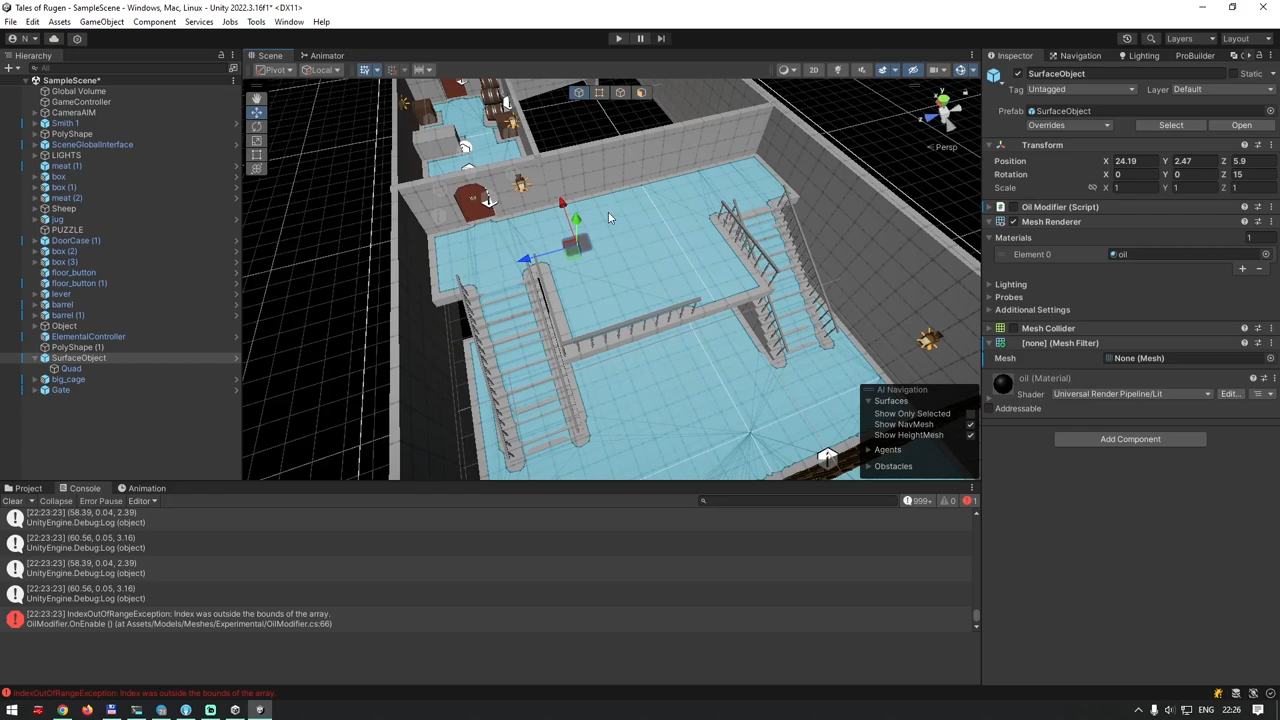 Tales of Rugen - SampleScene - Windows, Mac, Linux - Unity 2022.3.16f1* <DX11>
File Edit Assets GameObject Component Services Jobs Tools Window Help
N Layers Layout
Hierarchy
All
SampleScene*
Global Volume
GameController
CameraAIM
Smith 1
PolyShape
SceneGlobalInterface
LIGHTS
meat (1)
box
box (1)
meat (2)
Sheep
jug
PUZZLE
DoorCase (1)
box (2)
box (3)
floor_button
floor_button (1)
lever
barrel
barrel (1)
Object
ElementalController
PolyShape (1)
SurfaceObject
Quad
big_cage
Gate
Scene Animator
Pivot Local 2D
y
z
Persp
AI Navigation
Surfaces
Show Only Selected
Show NavMesh
Show HeightMesh
Agents
Obstacles
Inspector Navigation Lighting ProBuilder
SurfaceObject Static
Tag Untagged Layer Default
Prefab SurfaceObject
Overrides Select Open
Transform
Position X 24.19 Y 2.47 Z 5.9
Rotation X 0 Y 0 Z 15
Scale X 1 Y 1 Z 1
Oil Modifier (Script)
Mesh Renderer
Materials 1
Element 0 oil
Lighting
Probes
Additional Settings
Mesh Collider
[none] (Mesh Filter)
Mesh None (Mesh)
oil (Material)
Shader Universal Render Pipeline/Lit Edit...
Addressable
Add Component
Project Console Animation
Clear Collapse Error Pause Editor 999+ 0 1
[22:23:23] (58.39, 0.04, 2.39)
UnityEngine.Debug:Log (object)
[22:23:23] (60.56, 0.05, 3.16)
UnityEngine.Debug:Log (object)
[22:23:23] (58.39, 0.04, 2.39)
UnityEngine.Debug:Log (object)
[22:23:23] (60.56, 0.05, 3.16)
UnityEngine.Debug:Log (object)
[22:23:23] IndexOutOfRangeException: Index was outside the bounds of the array.
OilModifier.OnEnable () (at Assets/Models/Meshes/Experimental/OilModifier.cs:66)
IndexOutOfRangeException: Index was outside the bounds of the array.
ENG 22:26